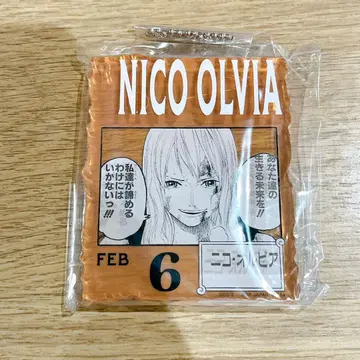 NICO OLVIA
あなた達の
生きる未来を!!!
私達が諦める
わけには
いかないっ!!!
FEB 6
ニコ・オルビア